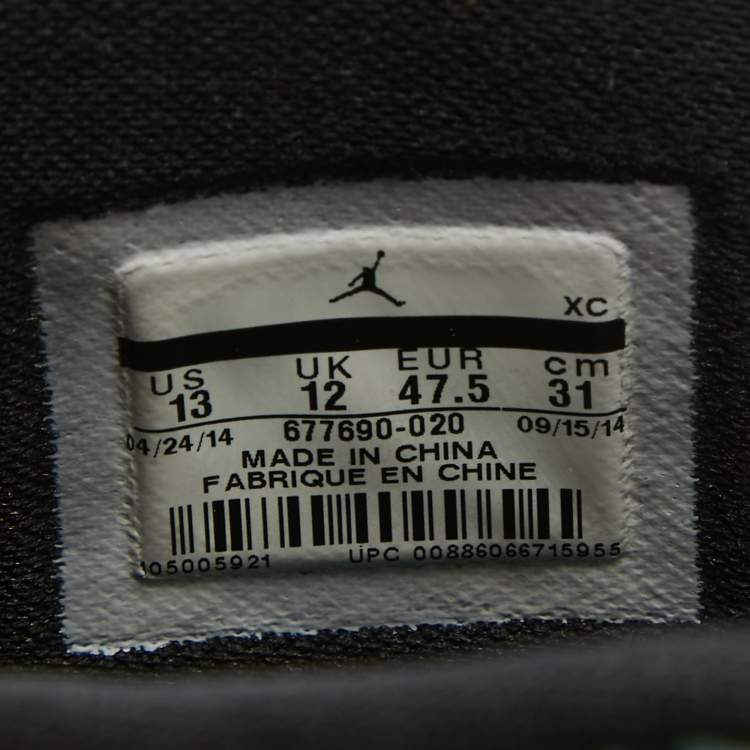 XC
US UK EUR cm
13 12 47.5 31
04/24/14 677690-020 09/15/14
MADE IN CHINA
FABRIQUE EN CHINE
105005921 UPC 00886066715955